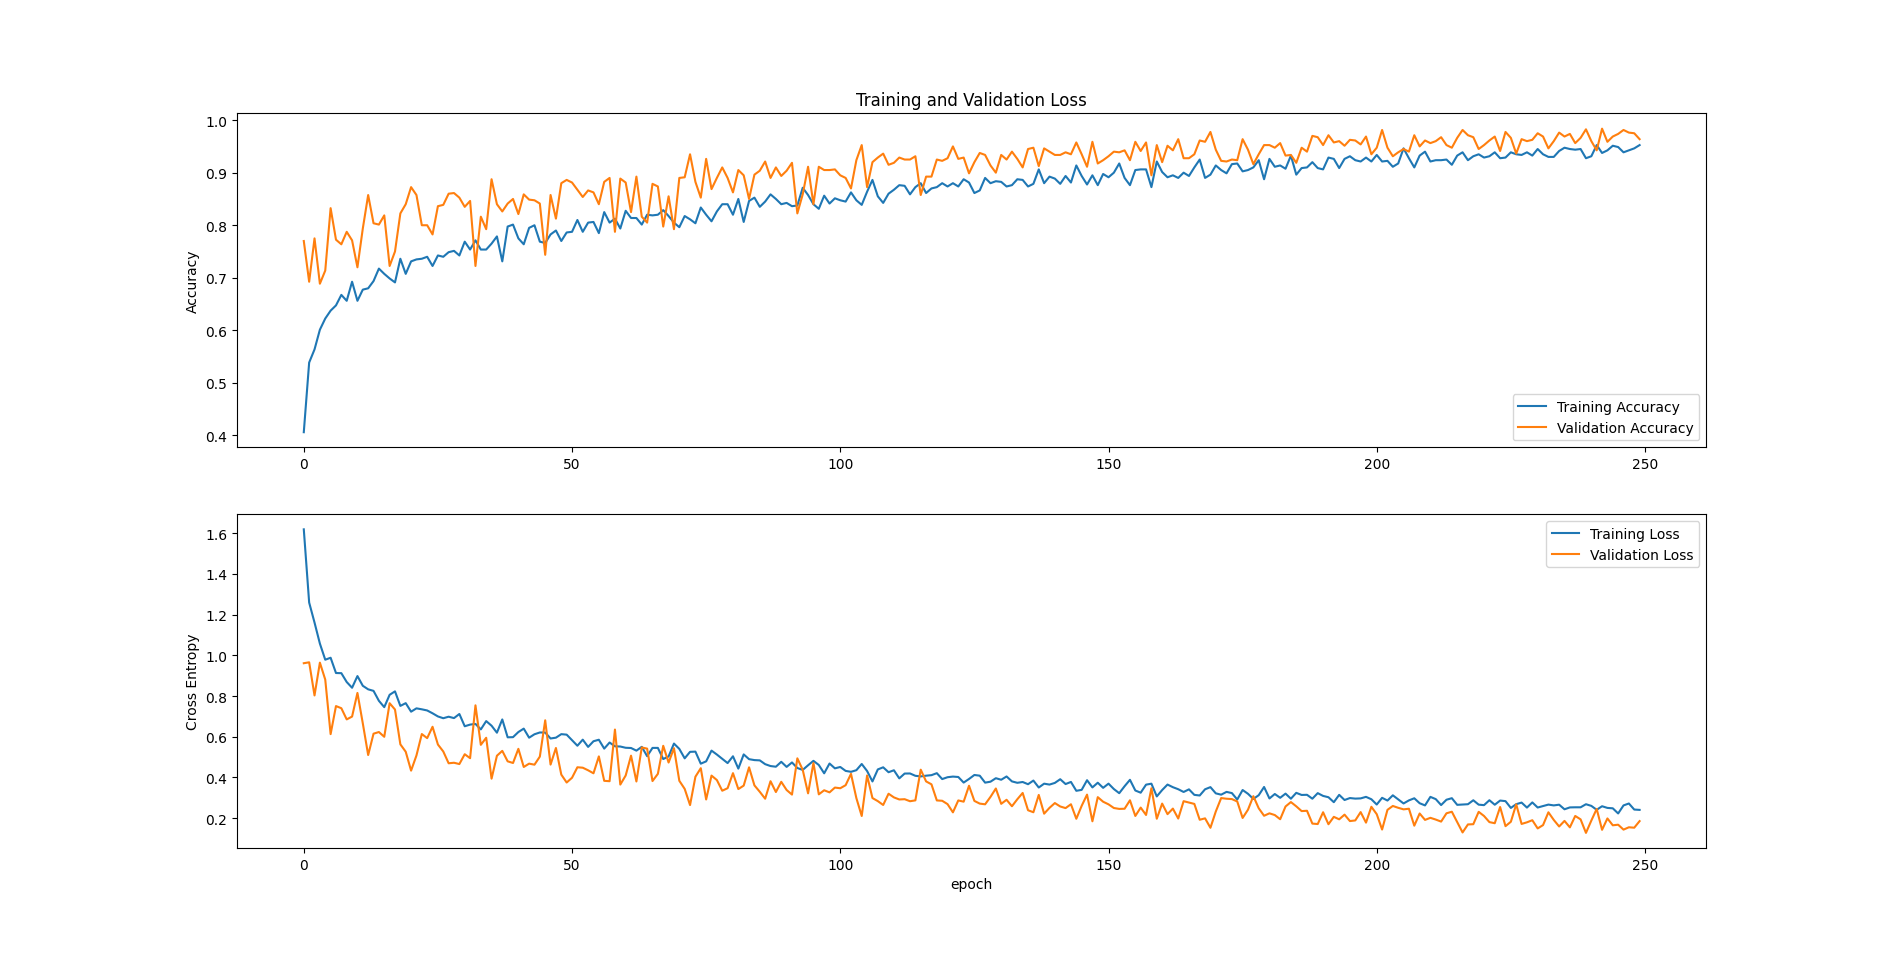 Training and Validation Loss
1.0
0.9
0.8
0.7
0.6
0.5
0.4
Accuracy
Training Accuracy
Validation Accuracy
0 50 100 150 200 250
1.6
1.4
1.2
1.0
0.8
0.6
0.4
0.2
Cross Entropy
Training Loss
Validation Loss
0 50 100 150 200 250
epoch